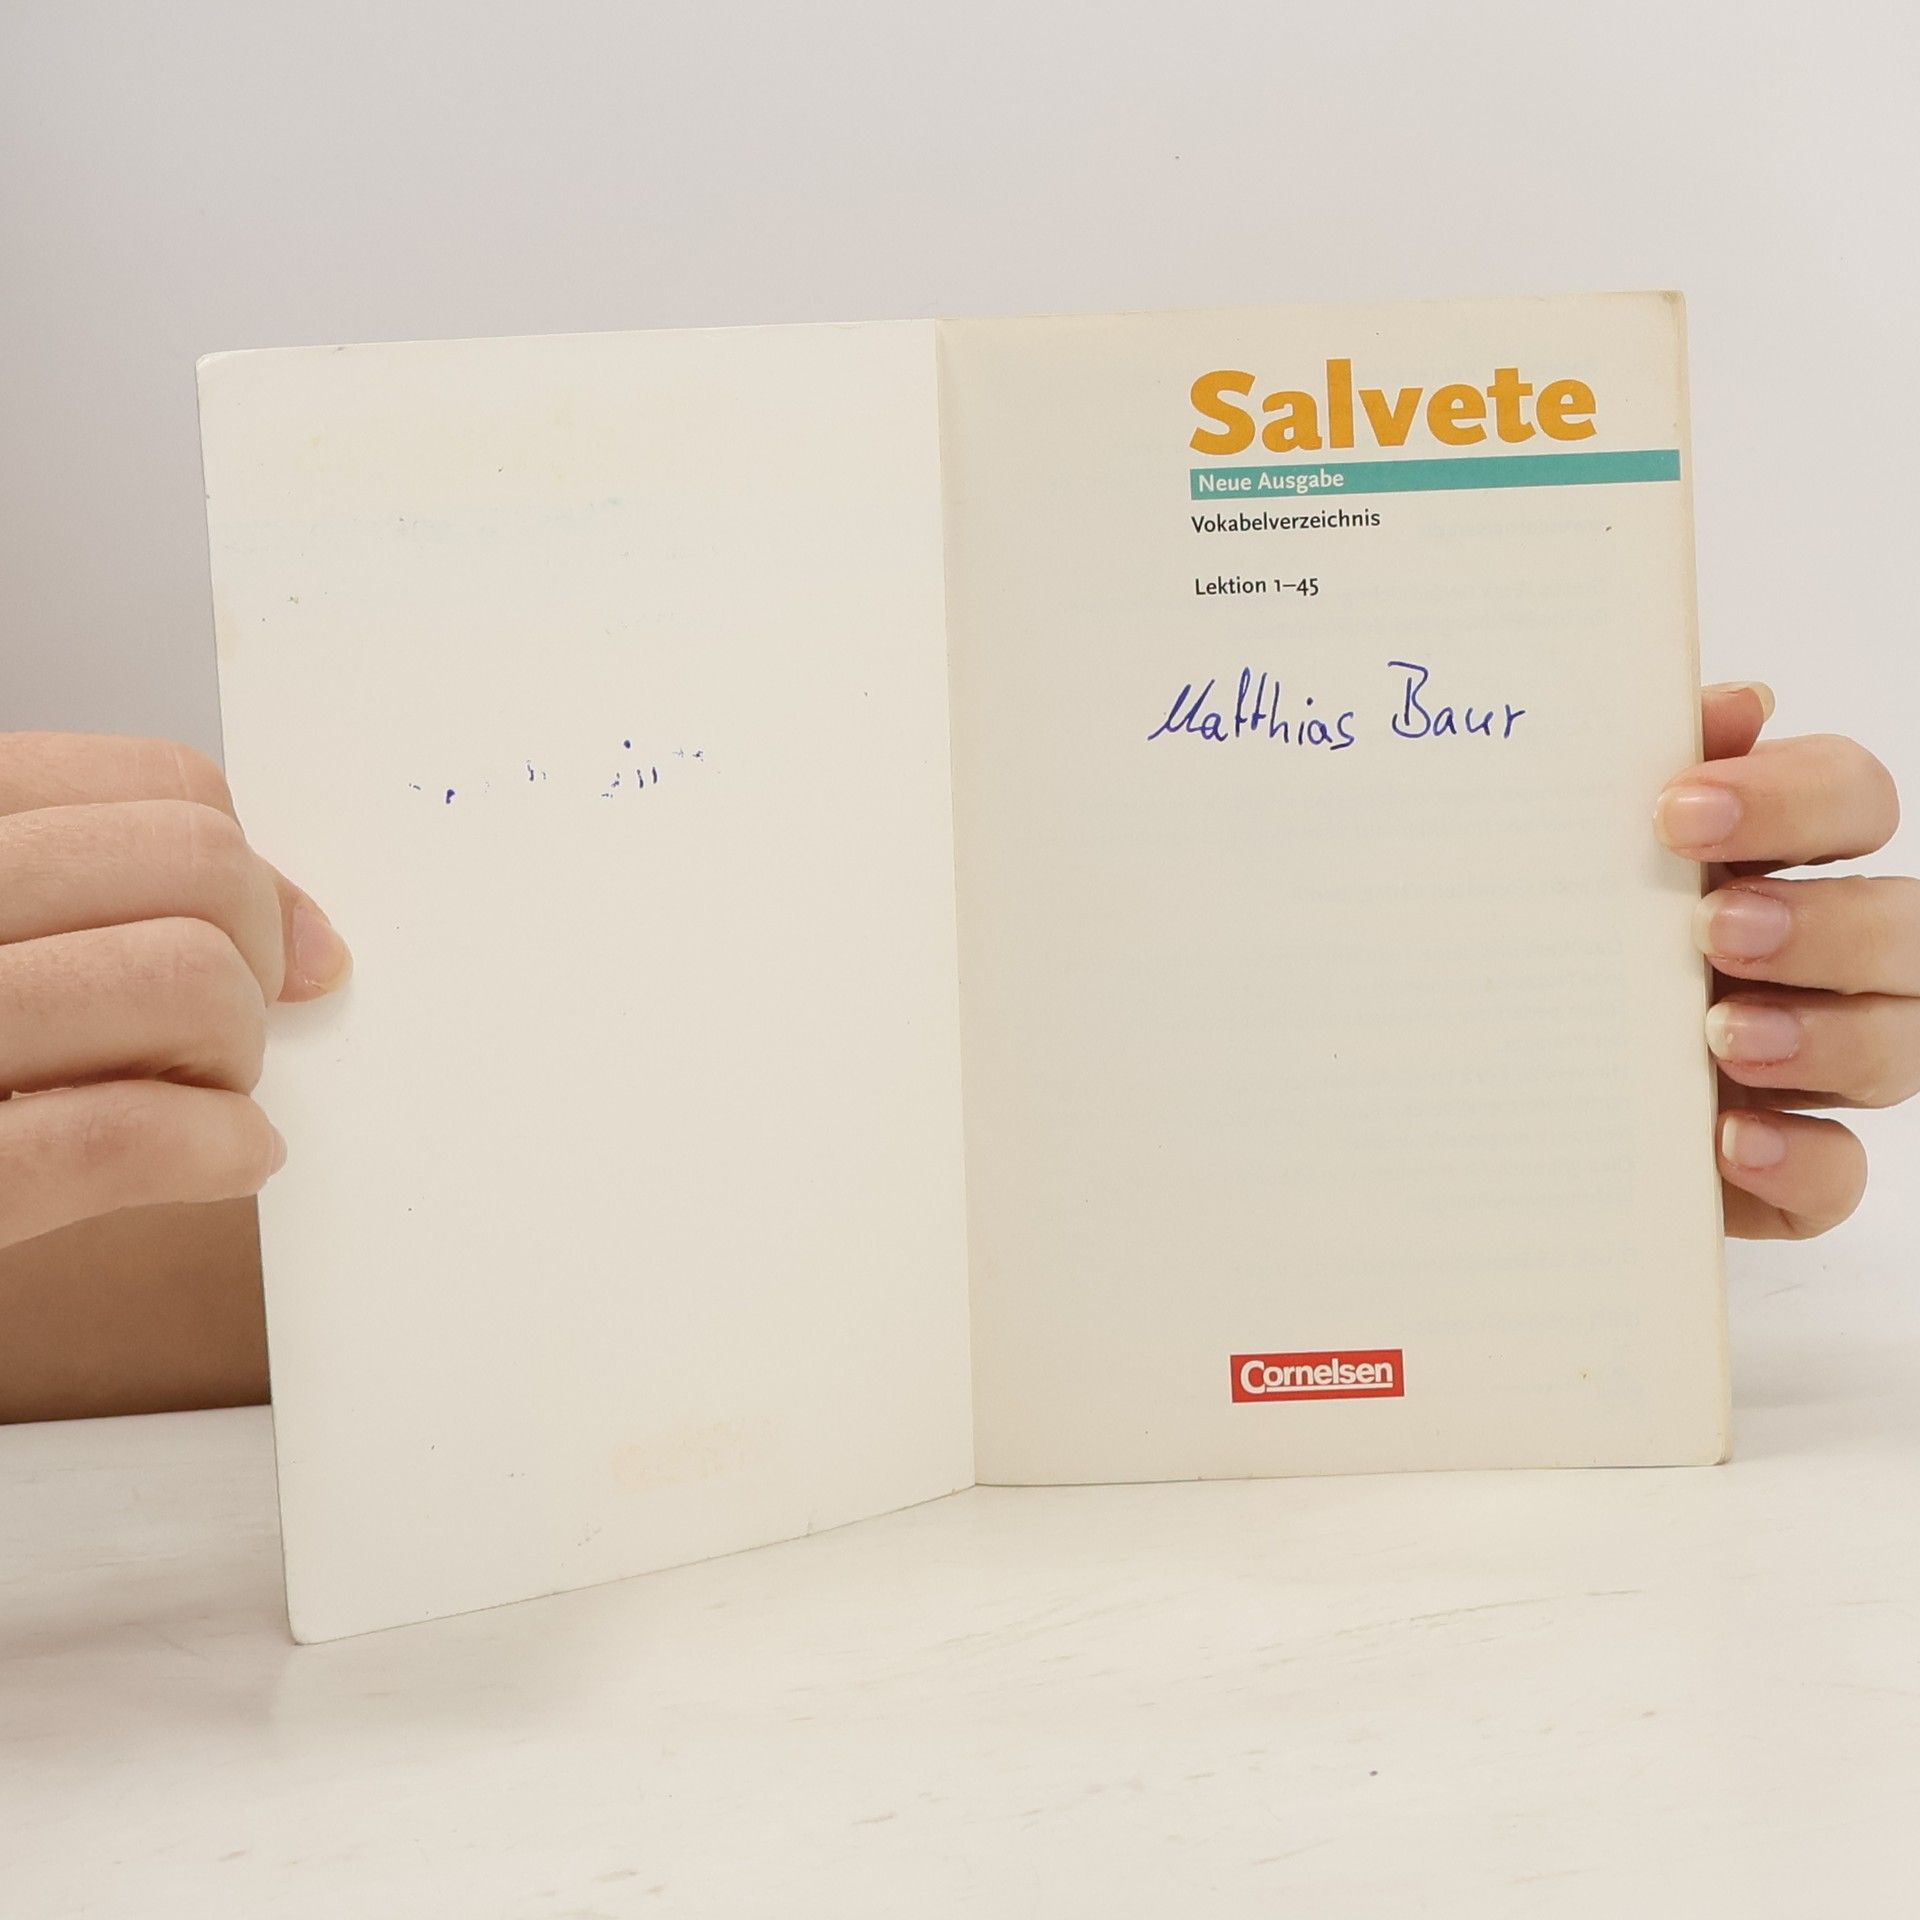 Salvete
Neue Ausgabe
Vokabelverzeichnis
Lektion 1–45
Matthias Baur
Cornelsen